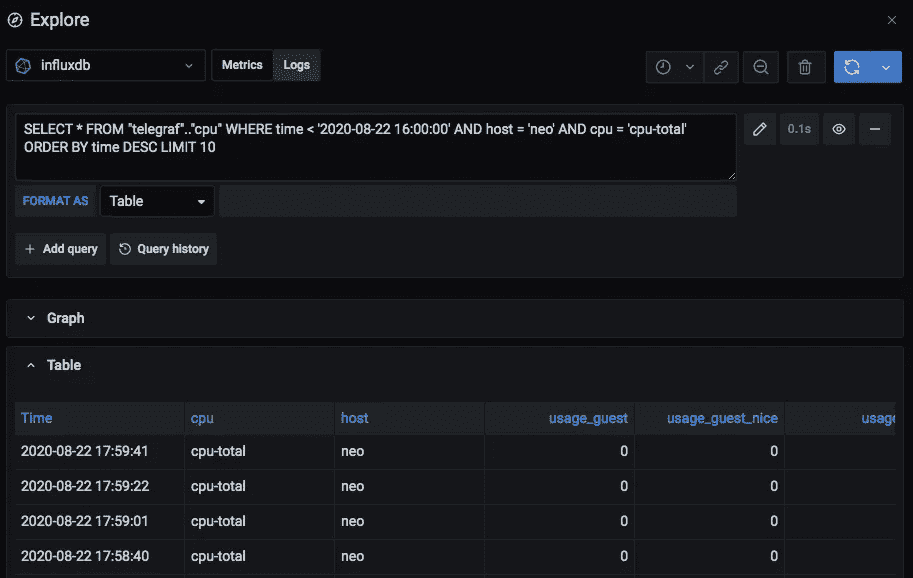 Explore
influxdb
Metrics
Logs
SELECT * FROM "telegraf".."cpu" WHERE time < '2020-08-22 16:00:00' AND host = 'neo' AND cpu = 'cpu-total'
ORDER BY time DESC LIMIT 10
0.1s
FORMAT AS
Table
Add query
Query history
Graph
Table
Time cpu host usage_guest usage_guest_nice usage
2020-08-22 17:59:41 cpu-total neo 0 0
2020-08-22 17:59:22 cpu-total neo 0 0
2020-08-22 17:59:01 cpu-total neo 0 0
2020-08-22 17:58:40 cpu-total neo 0 0